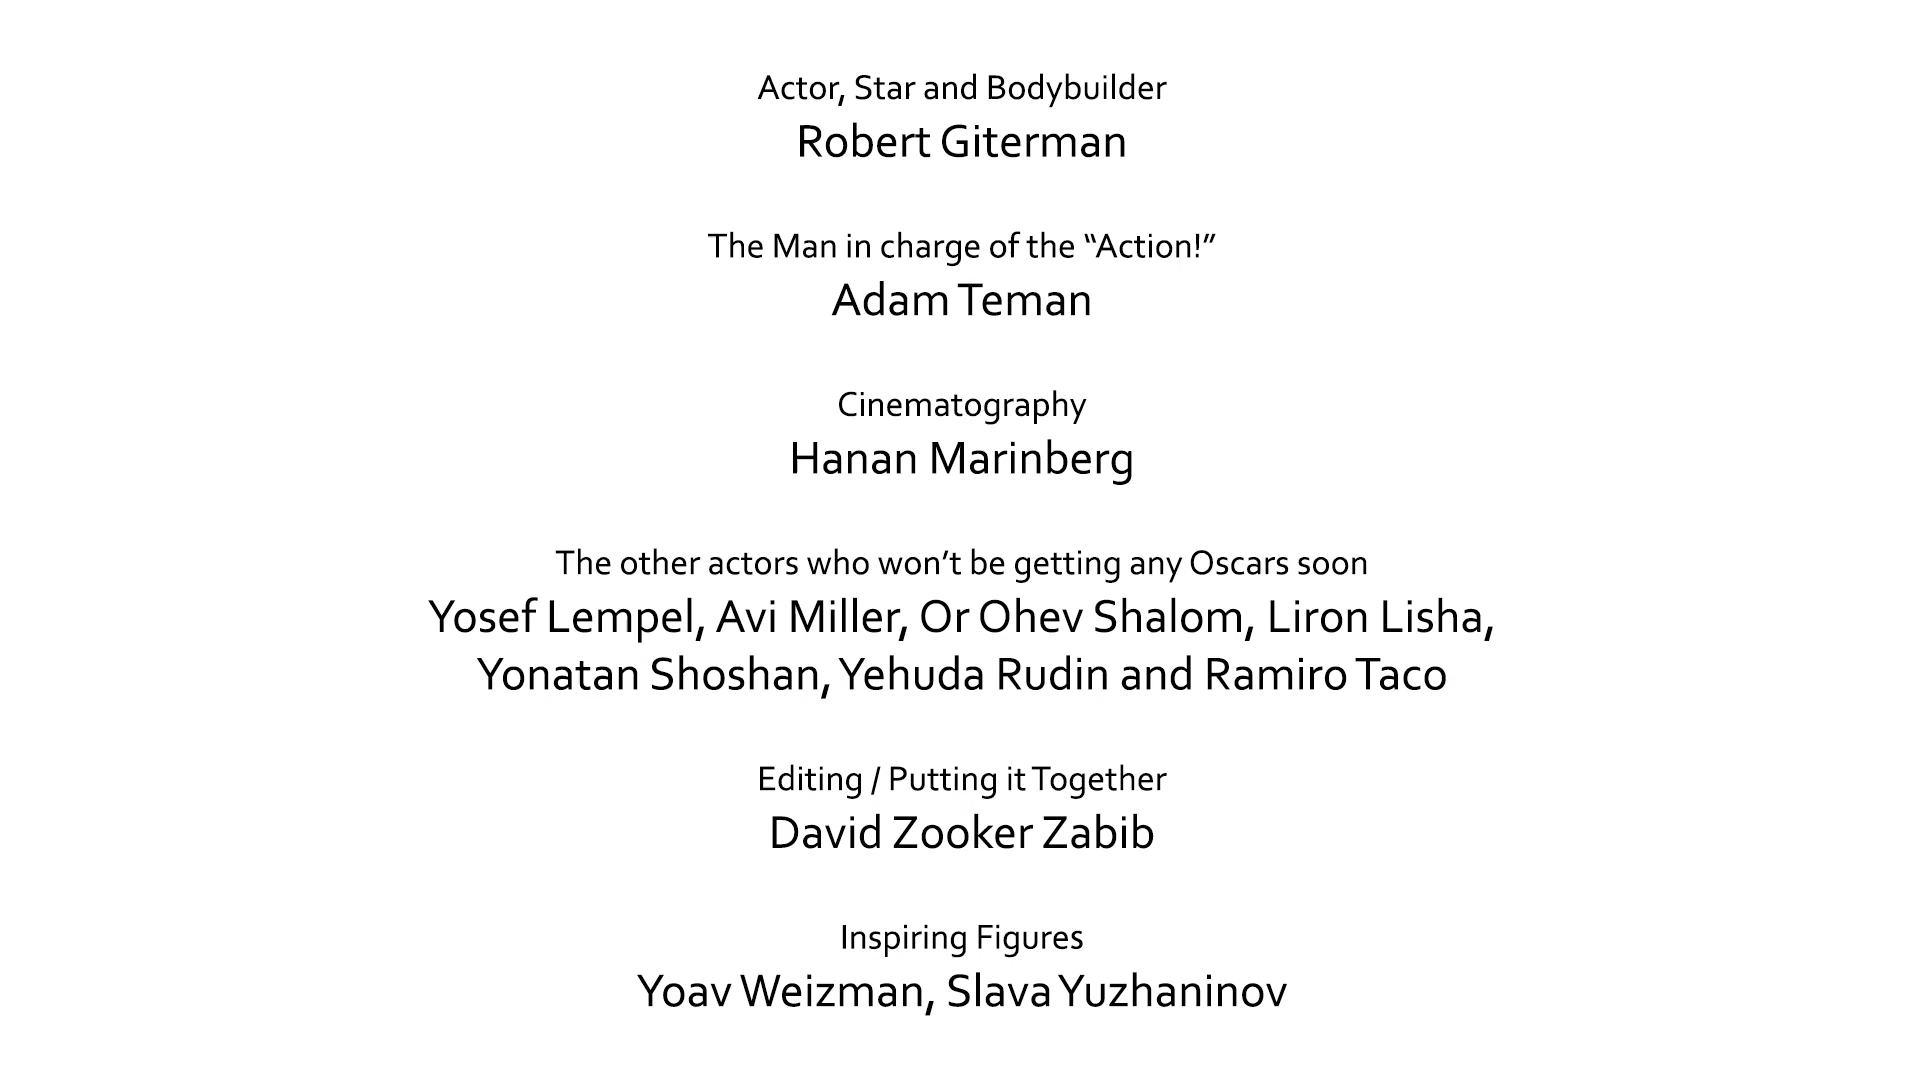 Actor, Star and Bodybuilder
Robert Giterman
The Man in charge of the “Action!”
Adam Teman
Cinematography
Hanan Marinberg
The other actors who won’t be getting any Oscars soon
Yosef Lempel, Avi Miller, Or Ohev Shalom, Liron Lisha,
Yonatan Shoshan, Yehuda Rudin and Ramiro Taco
Editing / Putting it Together
David Zooker Zabib
Inspiring Figures
Yoav Weizman, Slava Yuzhaninov